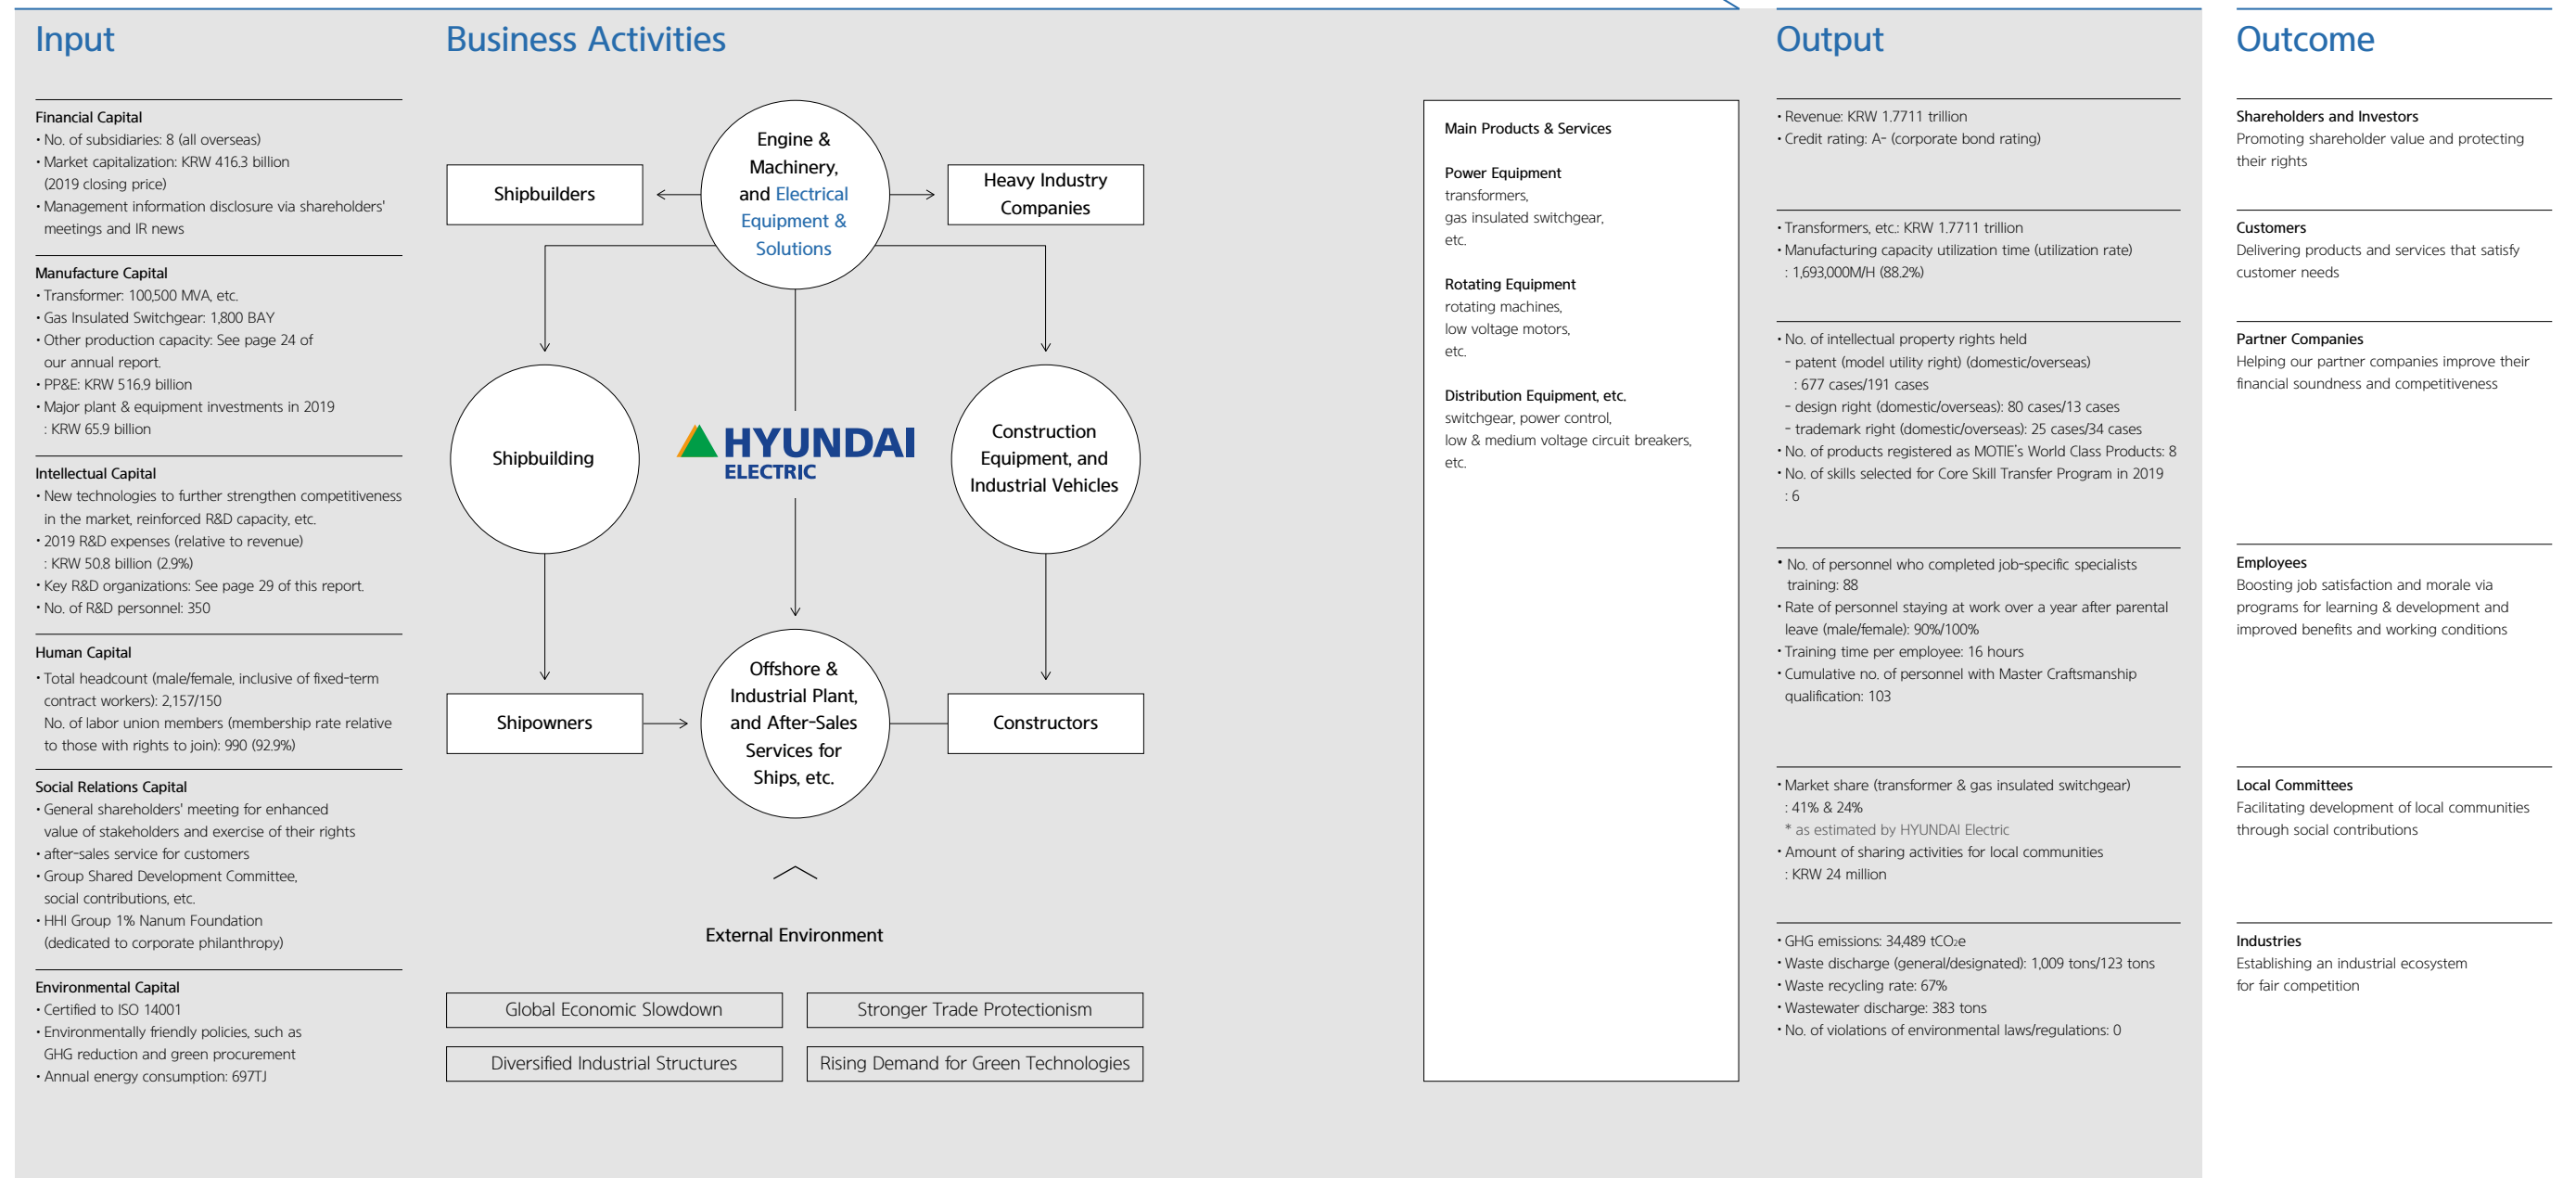 Input
Financial Capital
• No. of subsidiaries: 8 (all overseas)
• Market capitalization: KRW 416.3 billion
(2019 closing price)
• Management information disclosure via shareholders'
meetings and IR news
Manufacture Capital
• Transformer: 100,500 MVA, etc.
• Gas Insulated Switchgear: 1,800 BAY
• Other production capacity: See page 24 of
our annual report.
• PP&E: KRW 516.9 billion
• Major plant & equipment investments in 2019
: KRW 65.9 billion
Intellectual Capital
• New technologies to further strengthen competitiveness
in the market, reinforced R&D capacity, etc.
• 2019 R&D expenses (relative to revenue)
: KRW 50.8 billion (2.9%)
• Key R&D organizations: See page 29 of this report.
• No. of R&D personnel: 350
Human Capital
• Total headcount (male/female, inclusive of fixed-term
contract workers): 2,157/150
No. of labor union members (membership rate relative
to those with rights to join): 990 (92.9%)
Social Relations Capital
• General shareholders' meeting for enhanced
value of stakeholders and exercise of their rights
• after-sales service for customers
• Group Shared Development Committee,
social contributions, etc.
• HHI Group 1% Nanum Foundation
(dedicated to corporate philanthropy)
Environmental Capital
• Certified to ISO 14001
• Environmentally friendly policies, such as
GHG reduction and green procurement
• Annual energy consumption: 697TJ
Business Activities
Engine &
Machinery,
and Electrical
Equipment &
Solutions
Shipbuilders
Heavy Industry
Companies
Shipbuilding
HYUNDAI
ELECTRIC
Construction
Equipment, and
Industrial Vehicles
Shipowners
Offshore &
Industrial Plant,
and After-Sales
Services for
Ships, etc.
Constructors
External Environment
Global Economic Slowdown
Stronger Trade Protectionism
Diversified Industrial Structures
Rising Demand for Green Technologies
Main Products & Services
Power Equipment
transformers,
gas insulated switchgear,
etc.
Rotating Equipment
rotating machines,
low voltage motors,
etc.
Distribution Equipment, etc.
switchgear, power control,
low & medium voltage circuit breakers,
etc.
Output
• Revenue: KRW 1.7711 trillion
• Credit rating: A- (corporate bond rating)
• Transformers, etc.: KRW 1.7711 trillion
• Manufacturing capacity utilization time (utilization rate)
: 1,693,000M/H (88.2%)
• No. of intellectual property rights held
- patent (model utility right) (domestic/overseas)
: 677 cases/191 cases
- design right (domestic/overseas): 80 cases/13 cases
- trademark right (domestic/overseas): 25 cases/34 cases
• No. of products registered as MOTIE's World Class Products: 8
• No. of skills selected for Core Skill Transfer Program in 2019
: 6
• No. of personnel who completed job-specific specialists
training: 88
• Rate of personnel staying at work over a year after parental
leave (male/female): 90%/100%
• Training time per employee: 16 hours
• Cumulative no. of personnel with Master Craftsmanship
qualification: 103
• Market share (transformer & gas insulated switchgear)
: 41% & 24%
* as estimated by HYUNDAI Electric
• Amount of sharing activities for local communities
: KRW 24 million
• GHG emissions: 34,489 tCO₂e
• Waste discharge (general/designated): 1,009 tons/123 tons
• Waste recycling rate: 67%
• Wastewater discharge: 383 tons
• No. of violations of environmental laws/regulations: 0
Outcome
Shareholders and Investors
Promoting shareholder value and protecting
their rights
Customers
Delivering products and services that satisfy
customer needs
Partner Companies
Helping our partner companies improve their
financial soundness and competitiveness
Employees
Boosting job satisfaction and morale via
programs for learning & development and
improved benefits and working conditions
Local Committees
Facilitating development of local communities
through social contributions
Industries
Establishing an industrial ecosystem
for fair competition